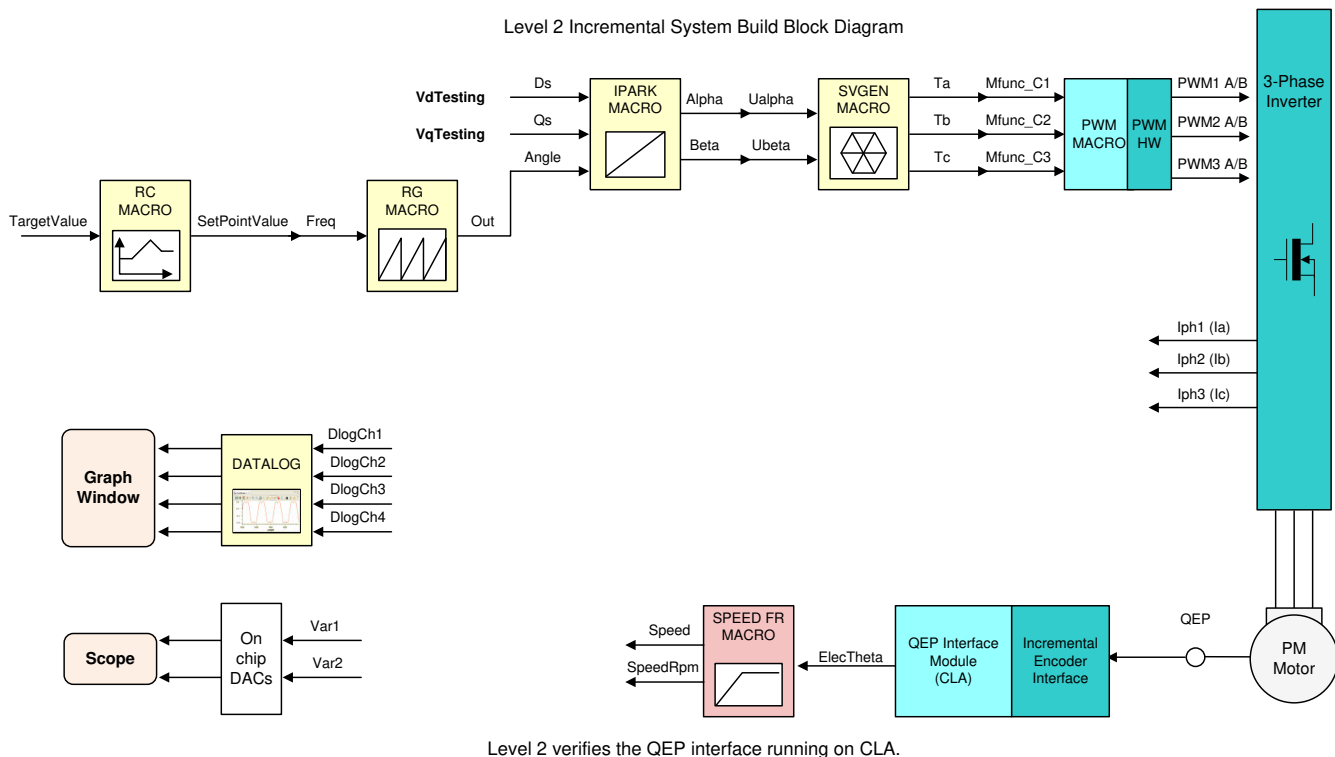 Level 2 Incremental System Build Block Diagram
VdTesting
VqTesting
Ds
Qs
Angle
IPARK
MACRO
Alpha
Ualpha
Beta
Ubeta
SVGEN
MACRO
Ta
Mfunc_C1
Tb
Mfunc_C2
Tc
Mfunc_C3
PWM
MACRO
PWM
HW
PWM1 A/B
PWM2 A/B
PWM3 A/B
3-Phase
Inverter
TargetValue
RC
MACRO
SetPointValue
Freq
RG
MACRO
Out
Iph1 (Ia)
Iph2 (Ib)
Iph3 (Ic)
Graph
Window
DATALOG
DlogCh1
DlogCh2
DlogCh3
DlogCh4
Scope
On
chip
DACs
Var1
Var2
Speed
SpeedRpm
SPEED FR
MACRO
ElecTheta
QEP Interface
Module
(CLA)
Incremental
Encoder
Interface
QEP
PM
Motor
Level 2 verifies the QEP interface running on CLA.